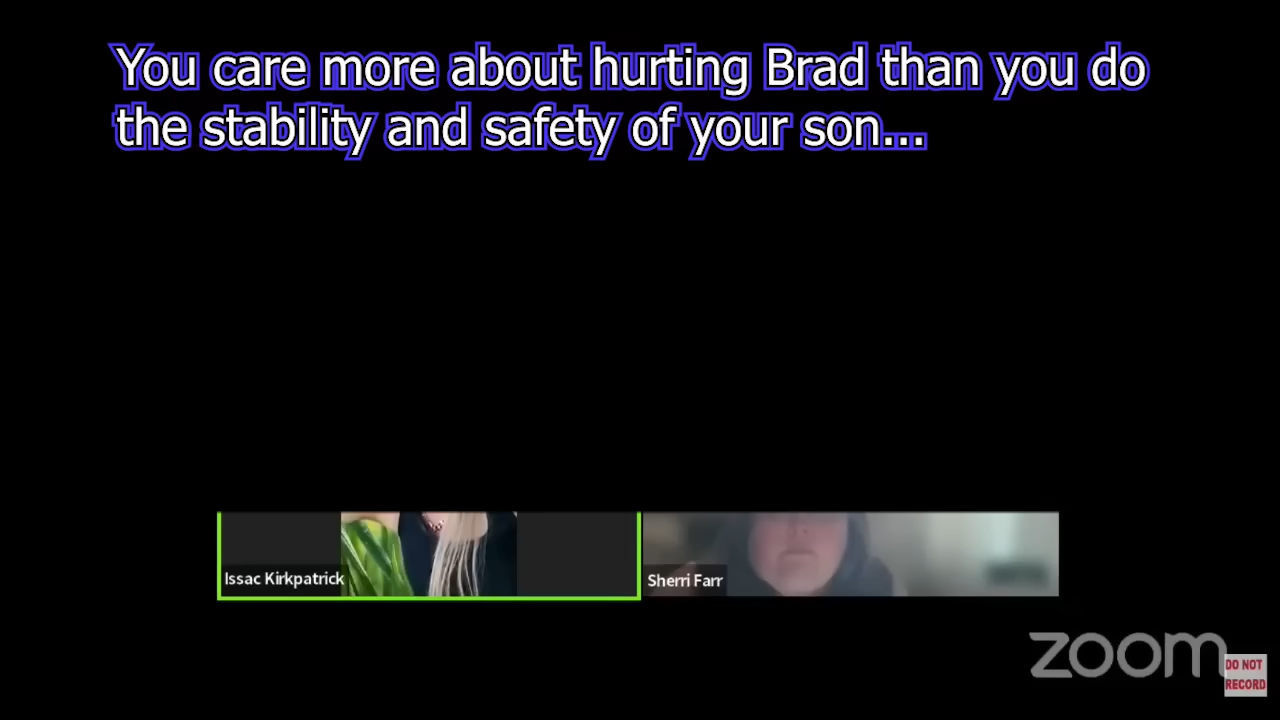 You care more about hurting Brad than you do
the stability and safety of your son...
Issac Kirkpatrick
Sherri Farr
zoom
DO NOT
RECORD